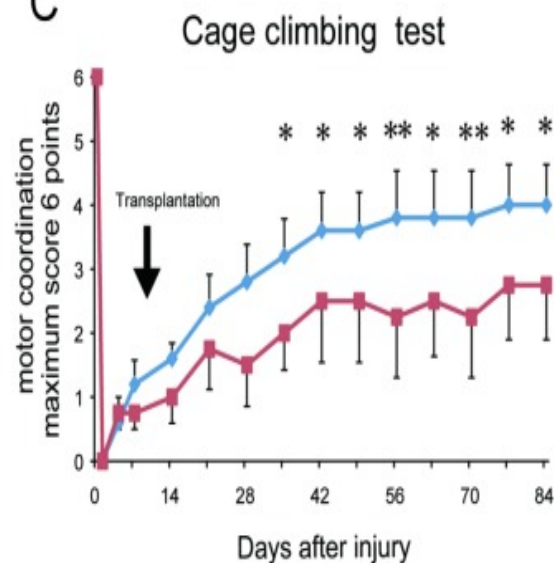 C
Cage climbing test
motor coordination
maximum score 6 points
6
5
4
3
2
1
0
Transplantation
* * * ** * ** * *
0 14 28 42 56 70 84
Days after injury